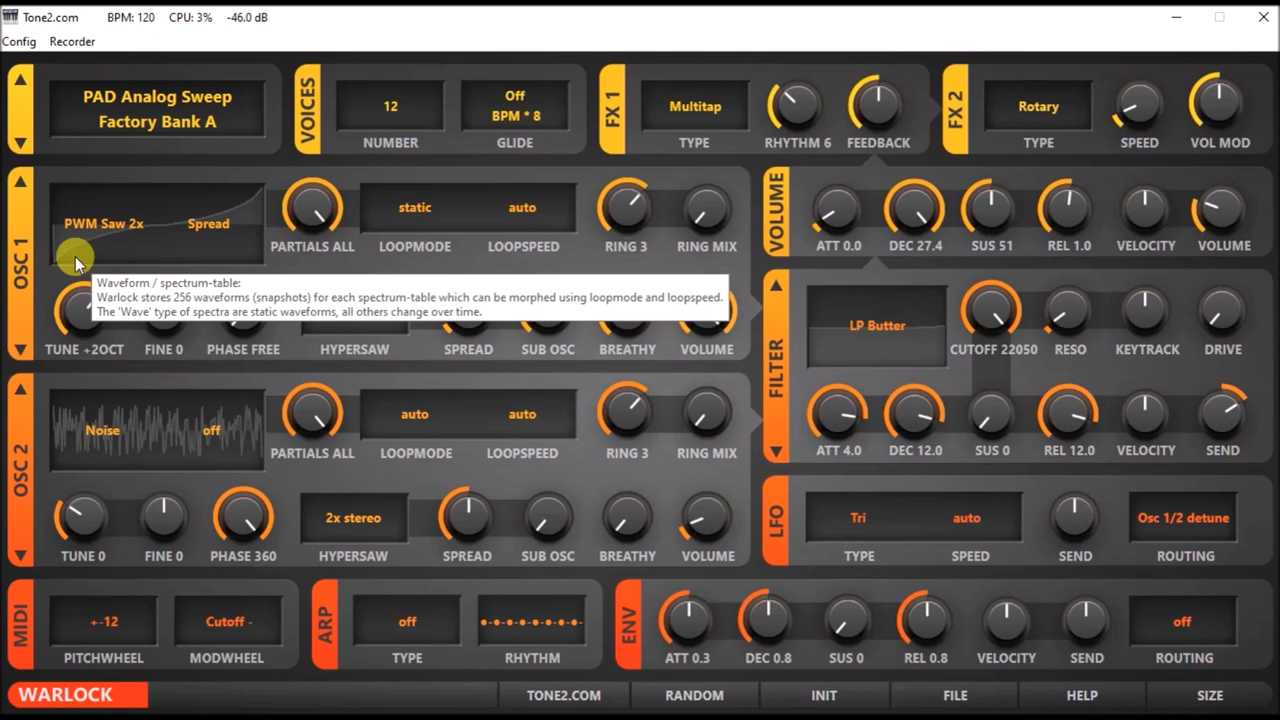 Tone2.com BPM: 120 CPU: 3% -46.0 dB
Config Recorder
PAD Analog Sweep
Factory Bank A
VOICES
12
NUMBER
Off
BPM * 8
GLIDE
FX 1
Multitap
TYPE
RHYTHM 6
FEEDBACK
FX 2
Rotary
TYPE
SPEED
VOL MOD
OSC 1
PWM Saw 2x
Spread
PARTIALS ALL
static
auto
LOOPMODE
LOOPSPEED
RING 3
RING MIX
Waveform / spectrum-table:
Warlock stores 256 waveforms (snapshots) for each spectrum-table which can be morphed using loopmode and loopspeed.
The 'Wave' type of spectra are static waveforms, all others change over time.
TUNE +2OCT
FINE 0
PHASE FREE
HYPERSAW
SPREAD
SUB OSC
BREATHY
VOLUME
VOLUME
ATT 0.0
DEC 27.4
SUS 51
REL 1.0
VELOCITY
VOLUME
FILTER
LP Butter
CUTOFF 22050
RESO
KEYTRACK
DRIVE
ATT 4.0
DEC 12.0
SUS 0
REL 12.0
VELOCITY
SEND
OSC 2
Noise
off
PARTIALS ALL
auto
auto
LOOPMODE
LOOPSPEED
RING 3
RING MIX
TUNE 0
FINE 0
PHASE 360
2x stereo
HYPERSAW
SPREAD
SUB OSC
BREATHY
VOLUME
LFO
Tri
auto
TYPE
SPEED
SEND
Osc 1/2 detune
ROUTING
MIDI
+-12
PITCHWHEEL
Cutoff -
MODWHEEL
ARP
off
TYPE
RHYTHM
ENV
ATT 0.3
DEC 0.8
SUS 0
REL 0.8
VELOCITY
SEND
off
ROUTING
WARLOCK
TONE2.COM
RANDOM
INIT
FILE
HELP
SIZE